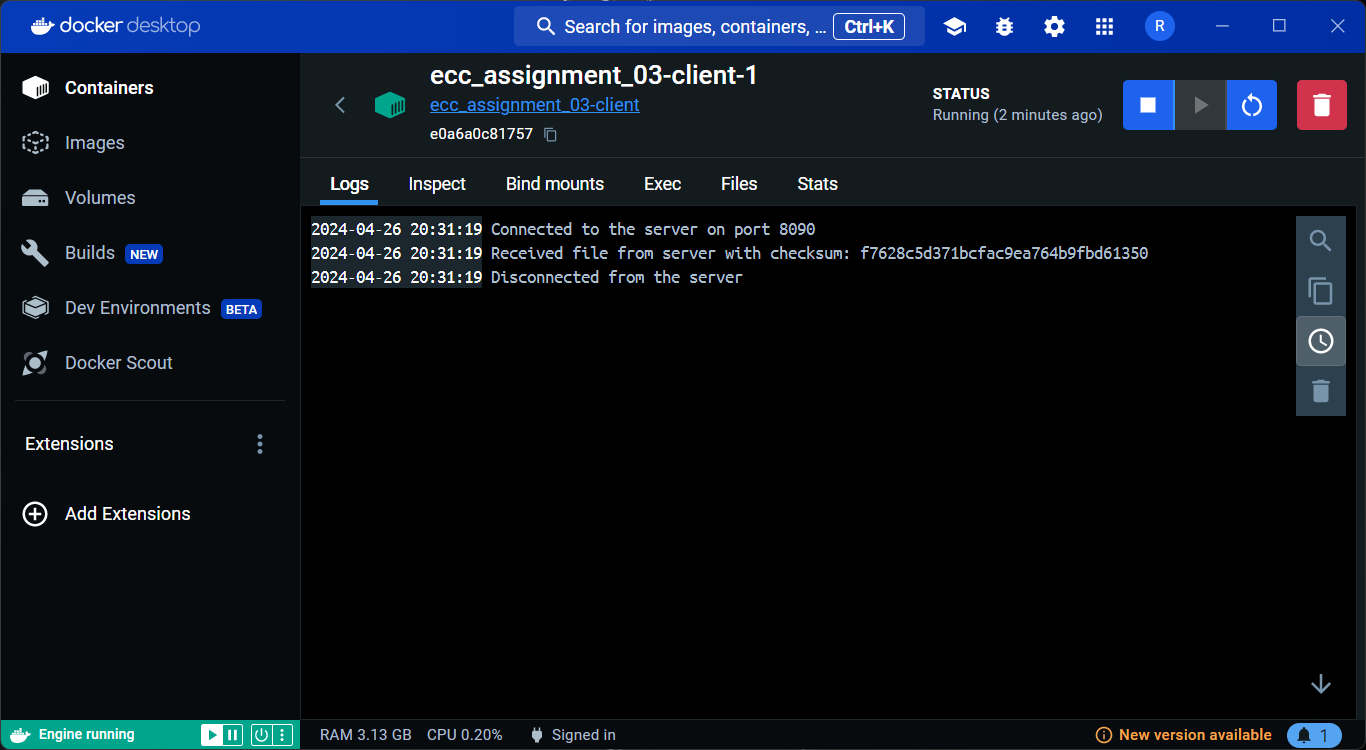 docker desktop
Search for images, containers, ... Ctrl+K
R
Containers
Images
Volumes
Builds NEW
Dev Environments BETA
Docker Scout
Extensions
Add Extensions
ecc_assignment_03-client-1
ecc_assignment_03-client
e0a6a0c81757
STATUS
Running (2 minutes ago)
Logs Inspect Bind mounts Exec Files Stats
2024-04-26 20:31:19 Connected to the server on port 8090
2024-04-26 20:31:19 Received file from server with checksum: f7628c5d371bcfac9ea764b9fbd61350
2024-04-26 20:31:19 Disconnected from the server
Engine running
RAM 3.13 GB CPU 0.20% Signed in
New version available
1